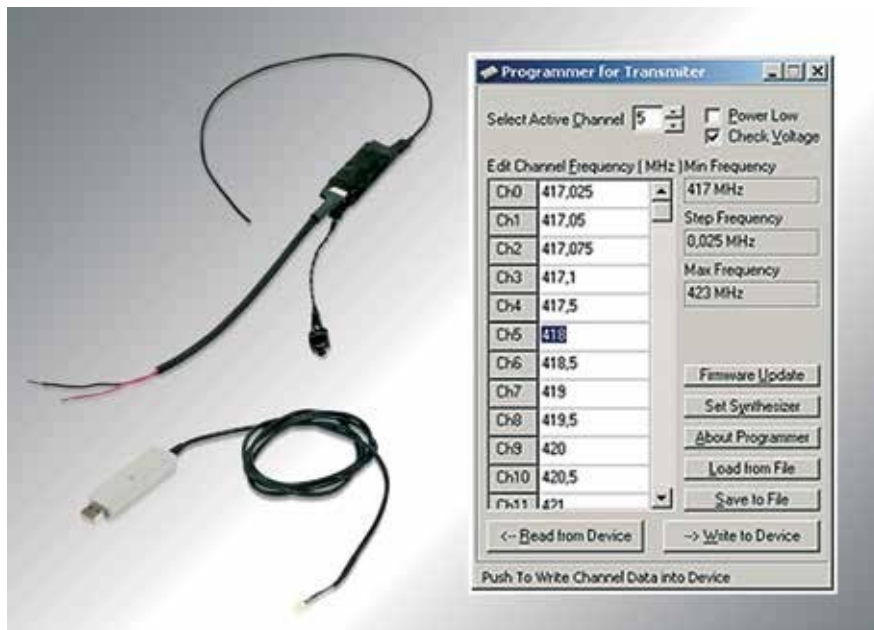 Programmer for Transmiter
Select Active Channel 5
Power Low
Check Voltage
Edit Channel Frequency ( MHz )
Min Frequency
Ch0 417,025
417 MHz
Ch1 417,05
Step Frequency
Ch2 417,075
0,025 MHz
Ch3 417,1
Max Frequency
Ch4 417,5
423 MHz
Ch5 418
Ch6 418,5
Firmware Update
Ch7 419
Set Synthesizer
Ch8 419,5
About Programmer
Ch9 420
Load from File
Ch10 420,5
Save to File
Ch11 421
<-- Read from Device
--> Write to Device
Push To Write Channel Data into Device